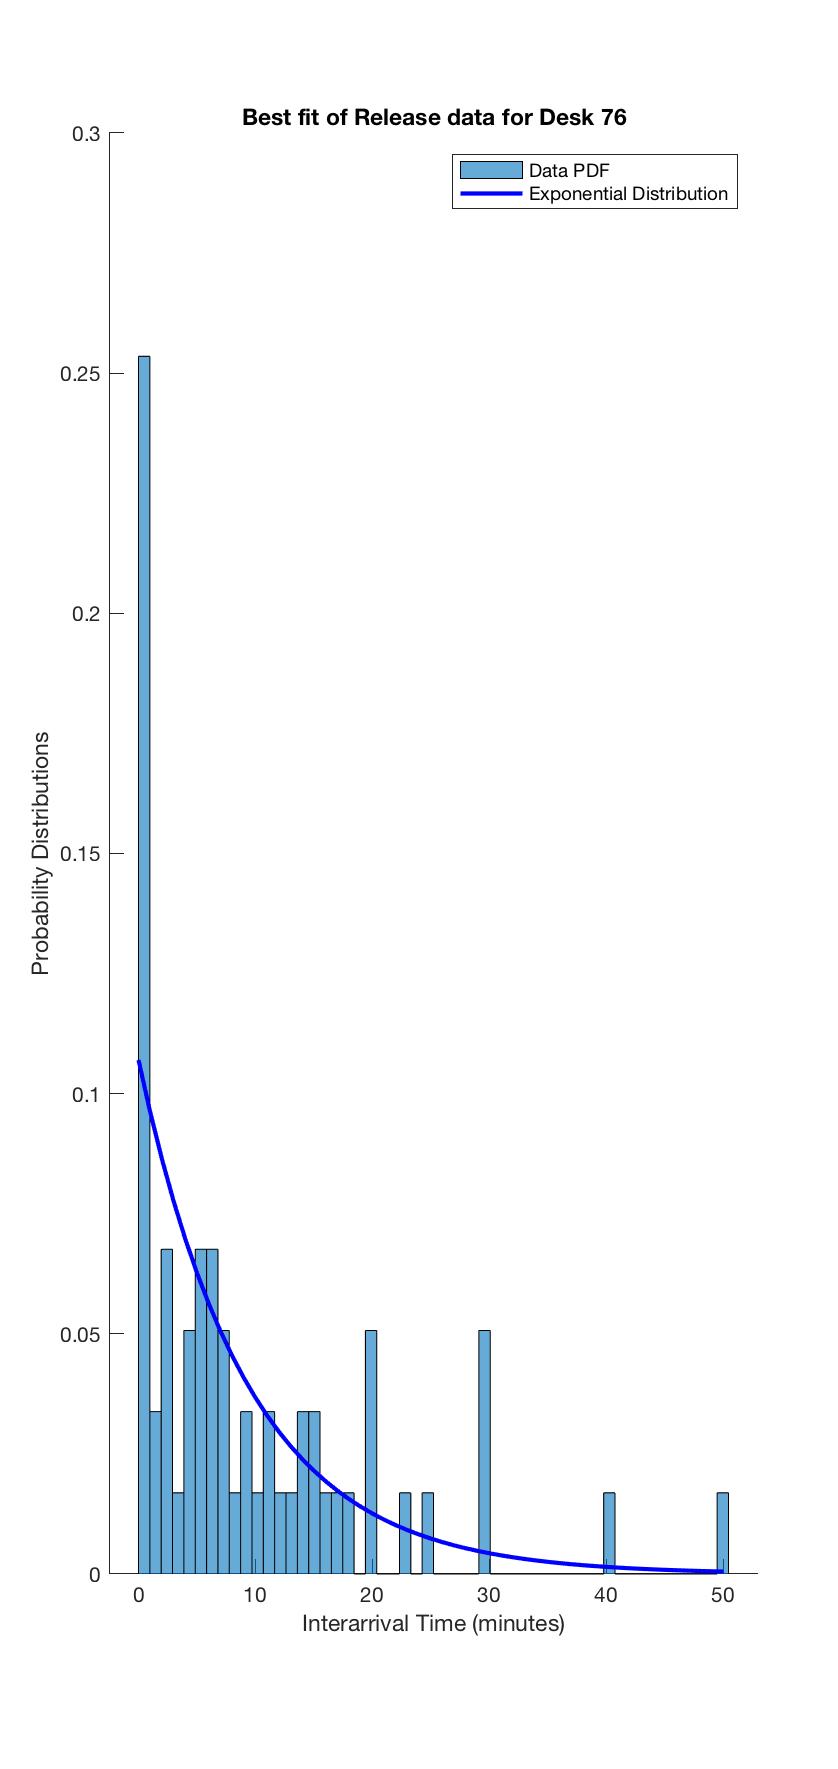 Best fit of Release data for Desk 76
Data PDF
Exponential Distribution
0.3
0.25
0.2
0.15
0.1
0.05
0
Probability Distributions
0 10 20 30 40 50
Interarrival Time (minutes)